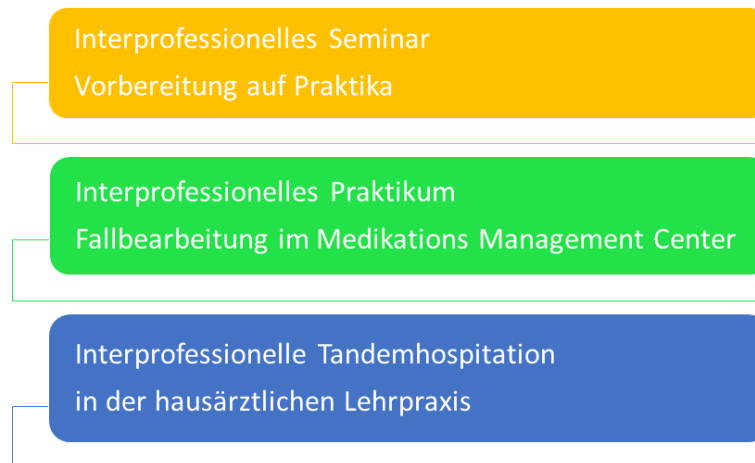 Interprofessionelles Seminar
Vorbereitung auf Praktika
Interprofessionelles Praktikum
Fallbearbeitung im Medikations Management Center
Interprofessionelle Tandemhospitation
in der hausärztlichen Lehrpraxis